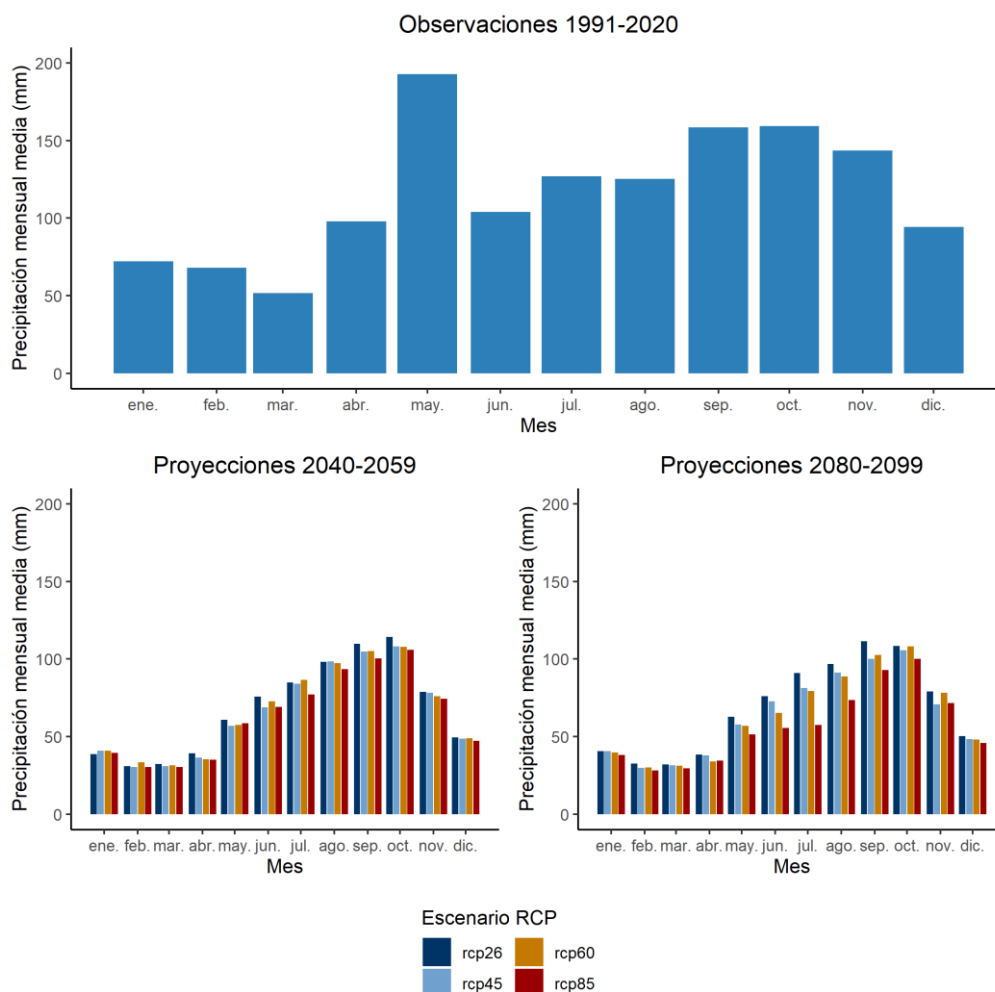 Observaciones 1991-2020
Precipitación mensual media (mm)
200
150
100
50
0
ene. feb. mar. abr. may. jun. jul. ago. sep. oct. nov. dic.
Mes
Proyecciones 2040-2059
Precipitación mensual media (mm)
200
150
100
50
0
ene. feb. mar. abr. may. jun. jul. ago. sep. oct. nov. dic.
Mes
Proyecciones 2080-2099
Precipitación mensual media (mm)
200
150
100
50
0
ene. feb. mar. abr. may. jun. jul. ago. sep. oct. nov. dic.
Mes
Escenario RCP
rcp26 rcp60
rcp45 rcp85